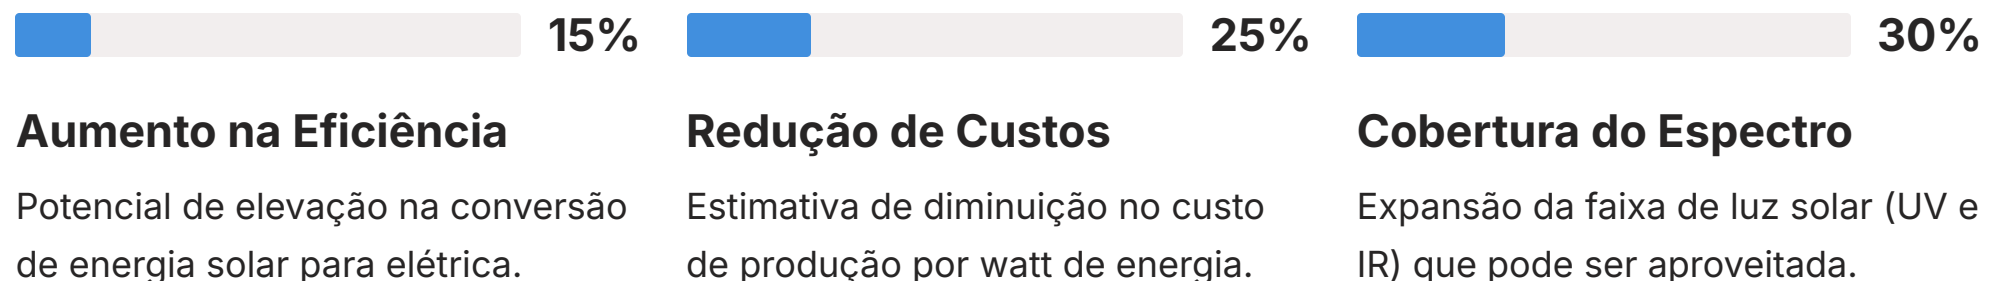 15%
Aumento na Eficiência
Potencial de elevação na conversão
de energia solar para elétrica.
25%
Redução de Custos
Estimativa de diminuição no custo
de produção por watt de energia.
30%
Cobertura do Espectro
Expansão da faixa de luz solar (UV e
IR) que pode ser aproveitada.